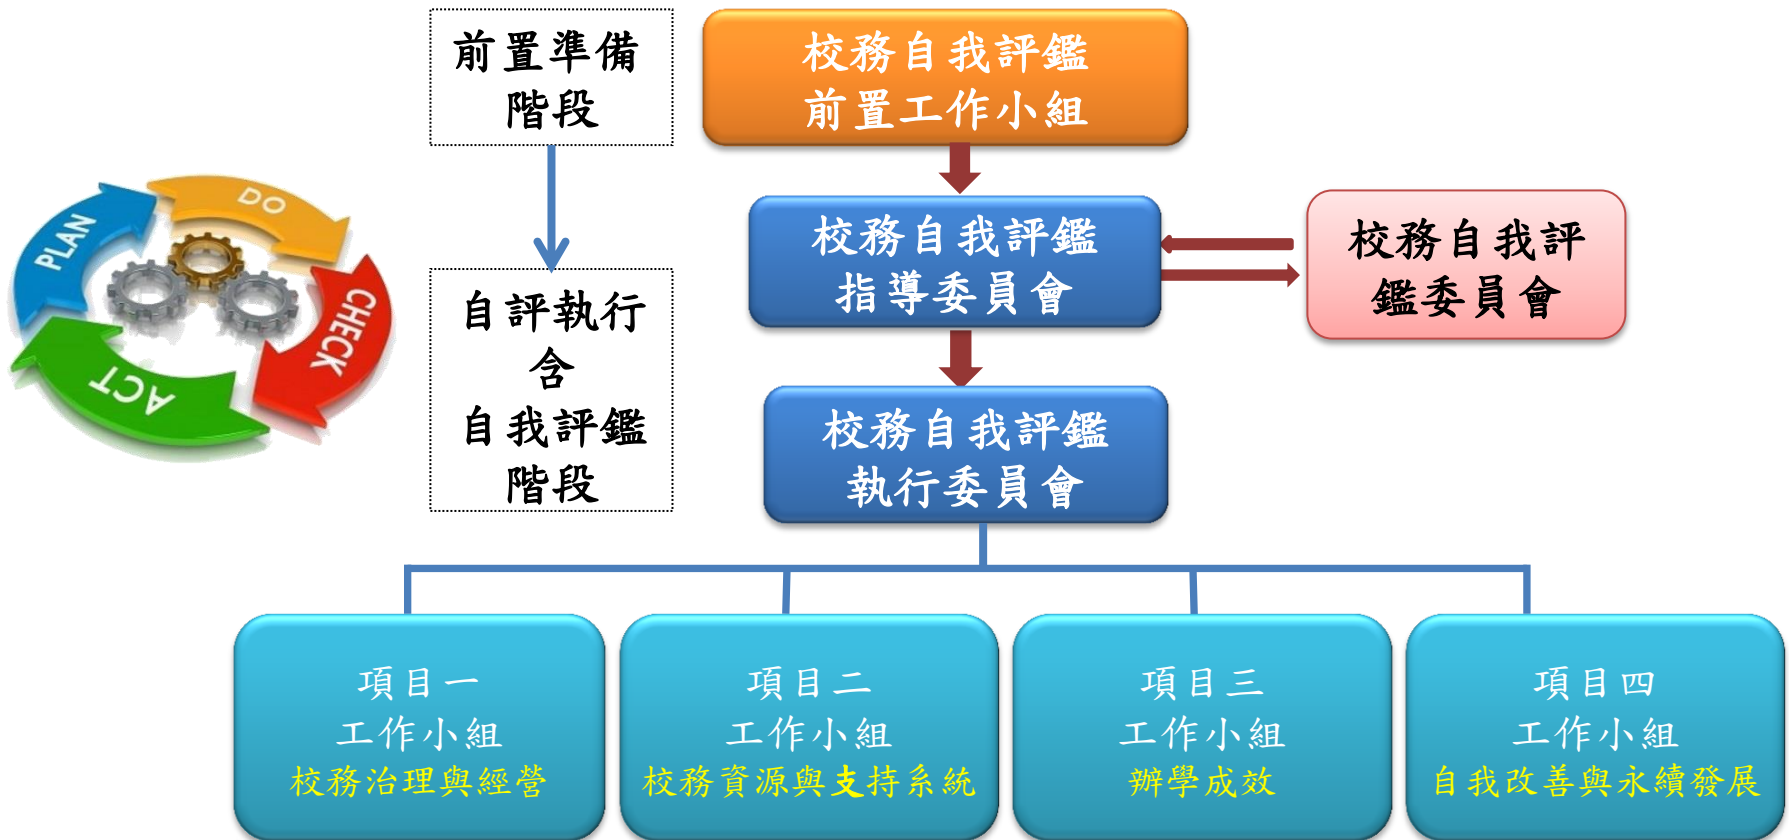 前置準備
階段
校務自我評鑑
前置工作小組
DO
PLAN
CHECK
ACT
校務自我評鑑
指導委員會
校務自我評
鑑委員會
自評執行
含
自我評鑑
階段
校務自我評鑑
執行委員會
項目一
工作小組
校務治理與經營
項目二
工作小組
校務資源與支持系統
項目三
工作小組
辦學成效
項目四
工作小組
自我改善與永續發展